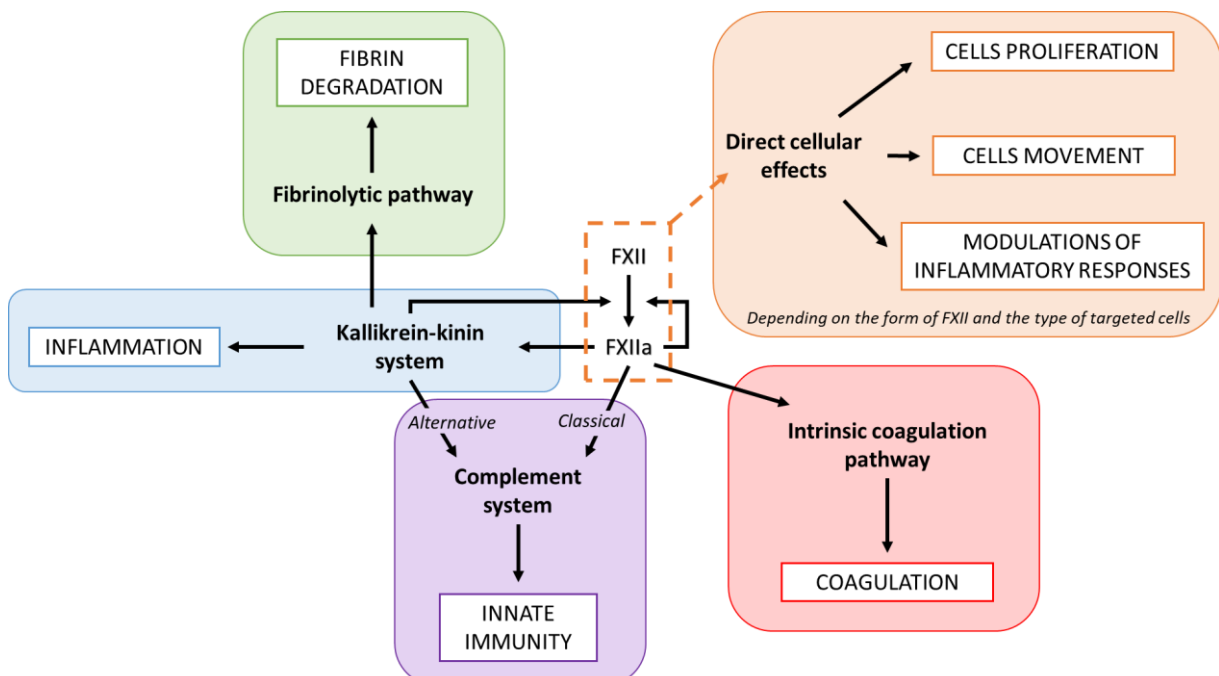 FIBRIN
DEGRADATION
Fibrinolytic pathway
CELLS PROLIFERATION
Direct cellular
effects
CELLS MOVEMENT
MODULATIONS OF
INFLAMMATORY RESPONSES
Depending on the form of FXII and the type of targeted cells
FXII
FXIIa
Kallikrein-kinin
system
INFLAMMATION
Alternative
Classical
Complement
system
INNATE
IMMUNITY
Intrinsic coagulation
pathway
COAGULATION